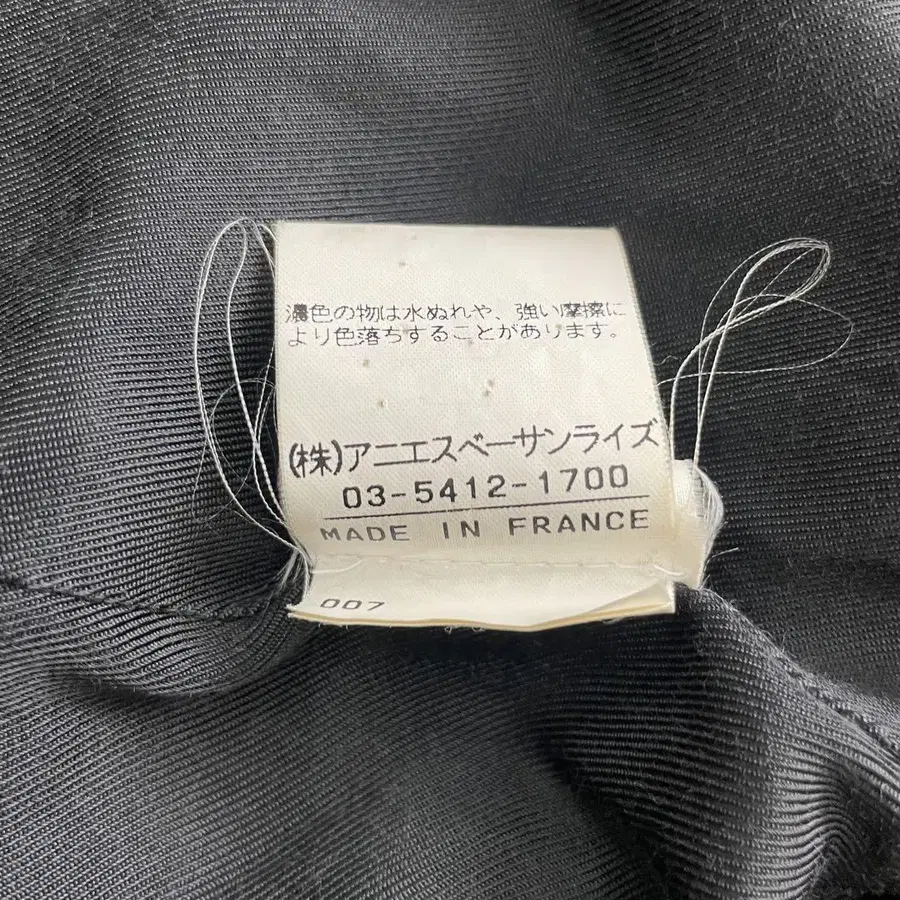 濃色の物は水ぬれや、強い摩擦に
より色落ちすることがあります。
(株)アニエスベーサンライズ
03-5412-1700
MADE IN FRANCE
007